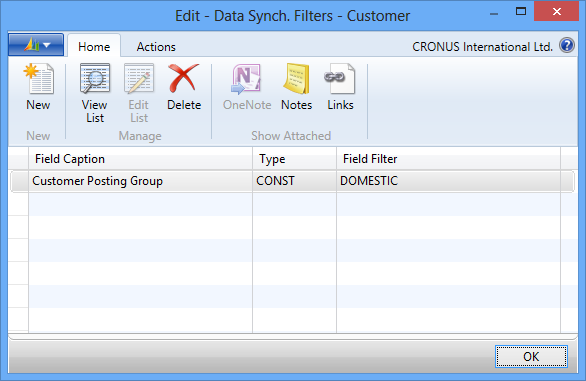 Edit - Data Synch. Filters - Customer
Home Actions CRONUS International Ltd. ?
New View List Edit List Delete OneNote Notes Links
New Manage Show Attached
Field Caption Type Field Filter
Customer Posting Group CONST DOMESTIC
OK